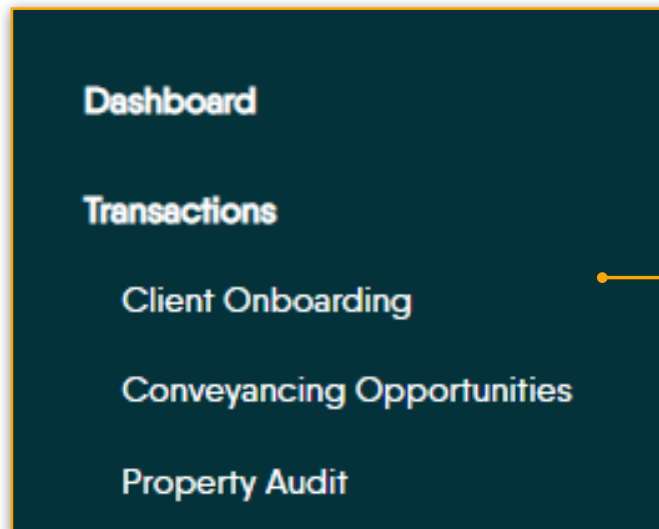 Dashboard
Transactions
Client Onboarding
Conveyancing Opportunities
Property Audit